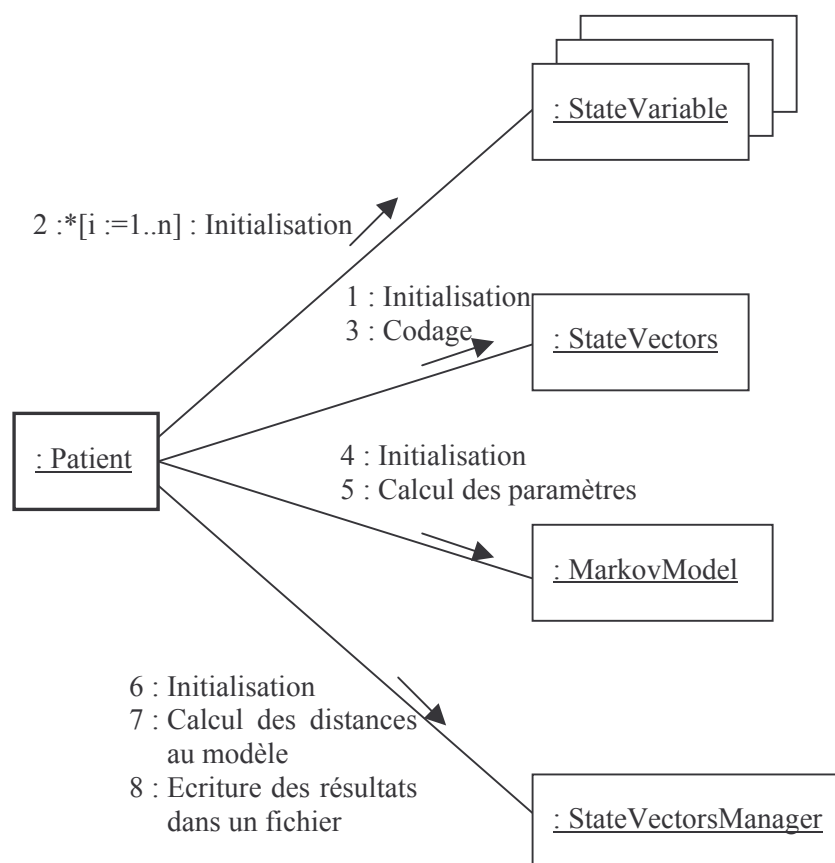 : StateVariable
2 :*[i :=1..n] : Initialisation
1 : Initialisation
3 : Codage
: StateVectors
: Patient
4 : Initialisation
5 : Calcul des paramètres
: MarkovModel
6 : Initialisation
7 : Calcul des distances
au modèle
8 : Ecriture des résultats
dans un fichier
: StateVectorsManager